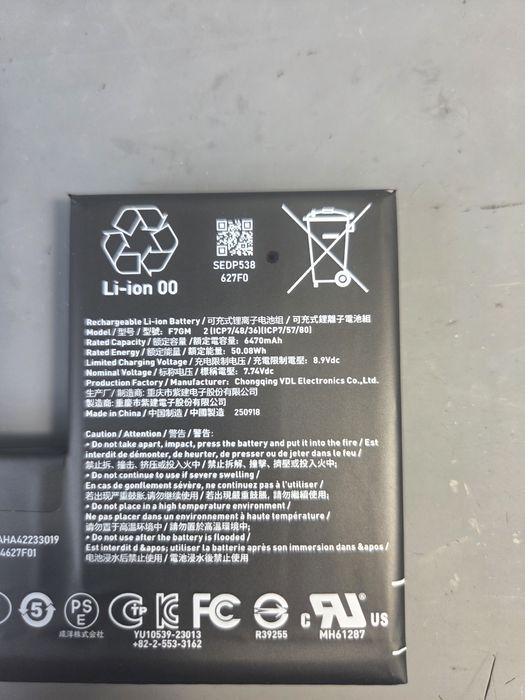 Li-ion 00
SEDP538
627F0
Rechargeable Li-ion Battery / 可充式锂离子电池组 / 可充式鋰離子電池組
Model / 型号 / 型號: F7GM 2 (ICP7/48/36)(ICP7/57/80)
Rated Capacity / 额定容量 / 額定電容量: 6470mAh
Rated Energy / 额定能量 / 額定能量: 50.08Wh
Limited Charging Voltage / 充电限制电压 / 充電限制電壓: 8.9Vdc
Nominal Voltage / 标称电压 / 標稱電壓: 7.74Vdc
Production Factory / Manufacturer: Chongqing VDL Electronics Co.,Ltd.
生产厂 / 制造商: 重庆市紫建电子股份有限公司
製造商: 重慶市紫建電子股份有限公司
Made in China / 中国制造 / 中國製造 250918
Caution / Attention / 警告 / 警告:
• Do not take apart, impact, press the battery and put it into the fire / Est
interdit de démonter, de heurter, de presser ou de jeter dans le feu /
禁止拆、撞击、挤压或投入火中 / 禁止拆解、撞擊、擠壓或投入火中;
• Do not continue to use if severe swelling /
En cas de gonflement sévère, ne continuez pas à l'utiliser /
若出现严重鼓胀,请勿继续使用 / 若出現嚴重鼓脹, 請勿繼續使用;
• Do not place in a high temperature environment /
Ne pas placer dans un environnement à haute température /
请勿置于高温环境中 / 請勿放置於高溫環境中;
• Do not use after the battery is flooded /
Est interdit d &apos; utiliser la batterie après son immersion dans &apos /
电池浸水后禁止使用 / 電池浸水後禁止使用。
AHA42233019
4627F01
5
PS
E
成洋株式会社
TP
YU10539-23013
+82-2-553-3162
FC
R39255
c RU US
MH61287